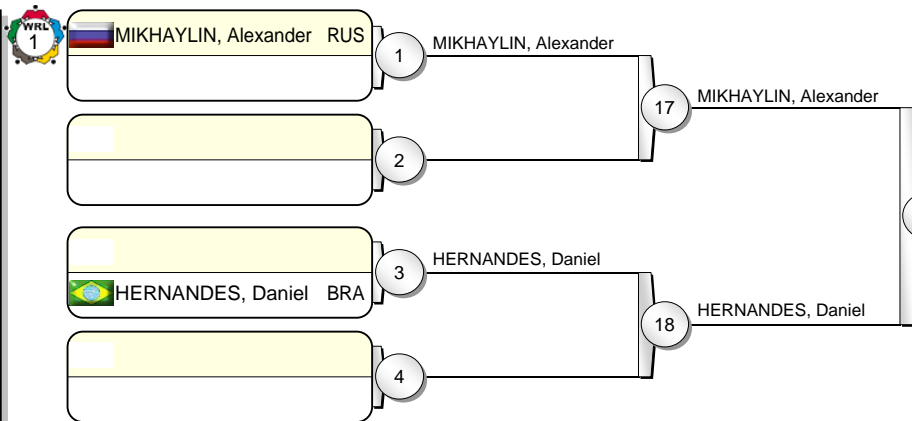 WRL
1
MIKHAYLIN, Alexander RUS
1
MIKHAYLIN, Alexander
17
MIKHAYLIN, Alexander
2
3
HERNANDES, Daniel
HERNANDES, Daniel BRA
18
HERNANDES, Daniel
4